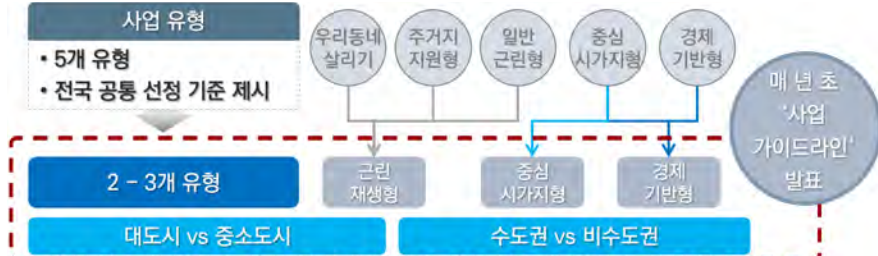 사업 유형
• 5개 유형
• 전국 공통 선정 기준 제시
우리동네
살리기
주거지
지원형
일반
근린형
중심
시가지형
경제
기반형
매 년 초
'사업
가이드라인'
발표
2 – 3개 유형
근린
재생형
중심
시가지형
경제
기반형
대도시 vs 중소도시
수도권 vs 비수도권